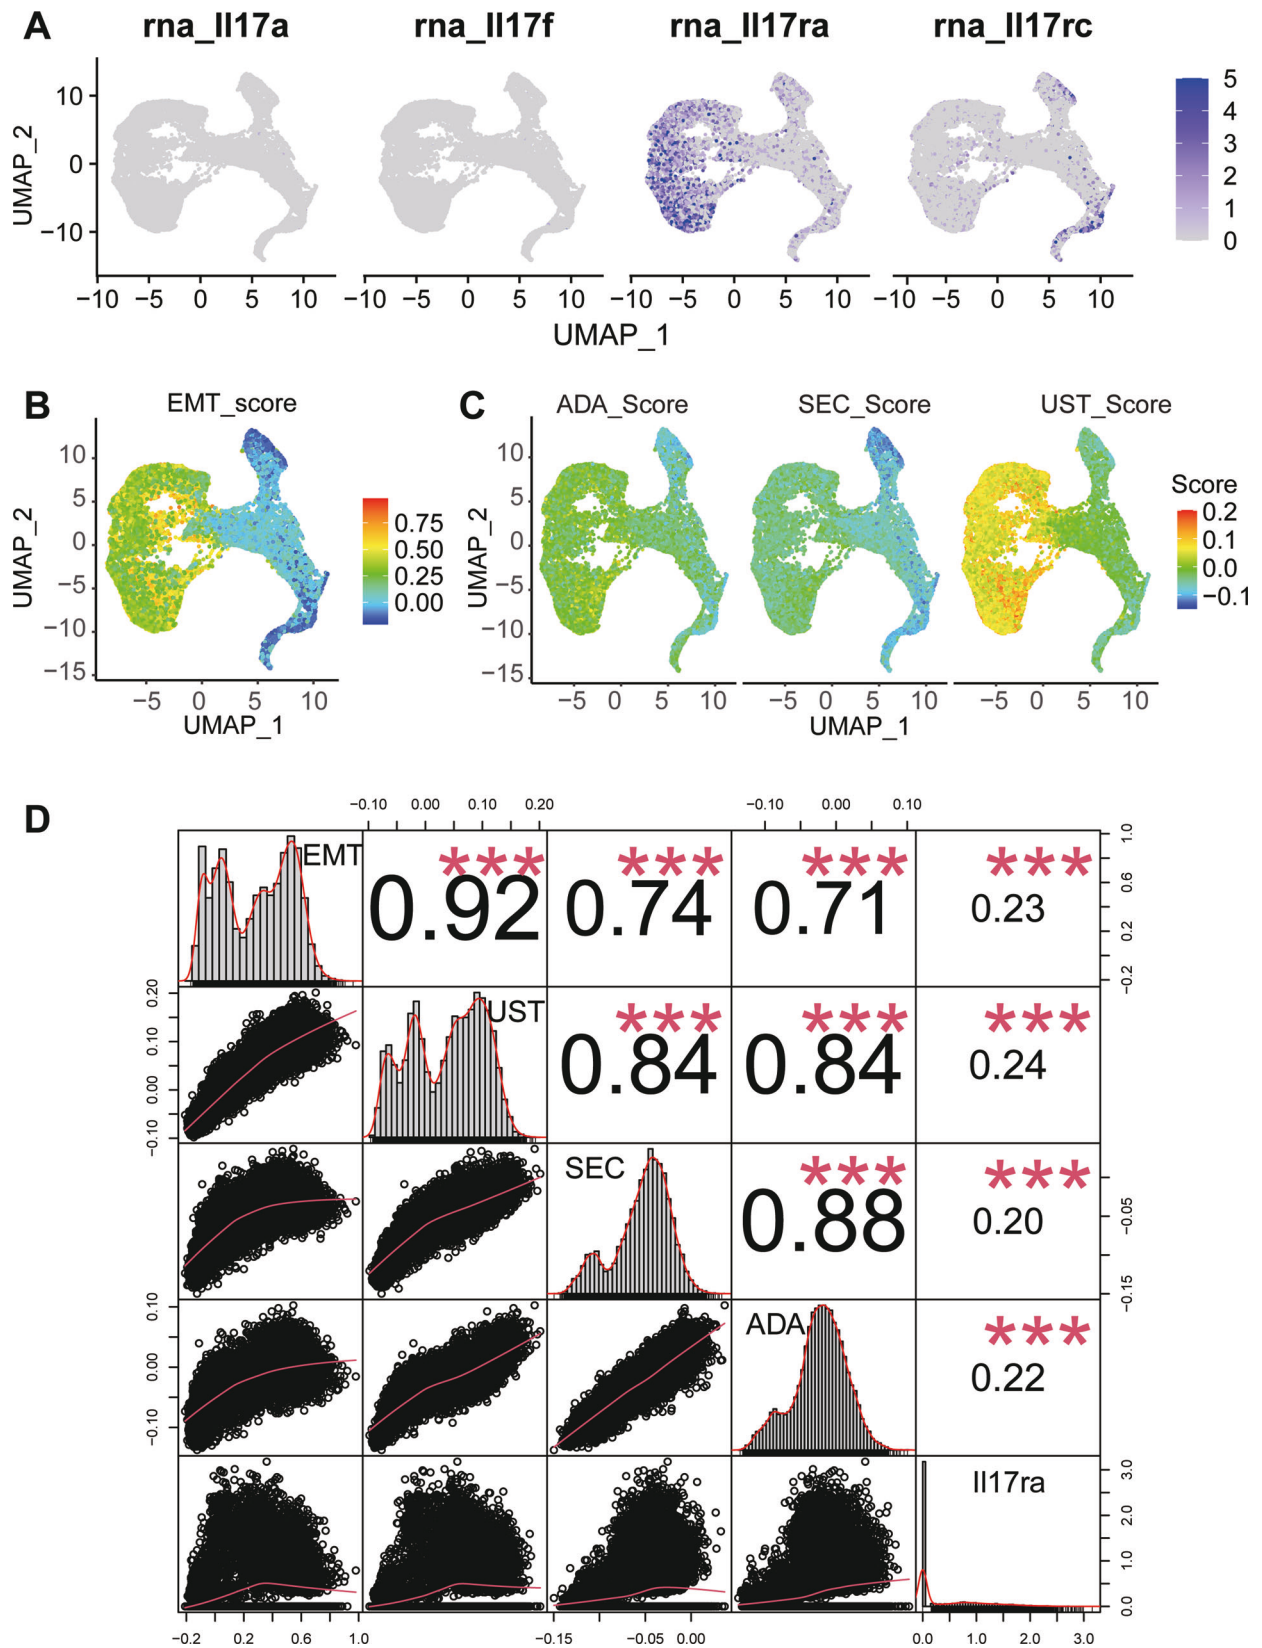 A
rna_Il17a rna_Il17f rna_Il17ra rna_Il17rc
UMAP_2
10
0
−10
5
4
3
2
1
0
−10 −5 0 5 10 −10 −5 0 5 10 −10 −5 0 5 10 −10 −5 0 5 10
UMAP_1
B
EMT_score
UMAP_2
10
5
0
−5
−10
−15
0.75
0.50
0.25
0.00
−5 0 5 10
UMAP_1
C
ADA_Score SEC_Score UST_Score
UMAP_2
10
5
0
−5
−10
−15
Score
0.2
0.1
0.0
−0.1
−5 0 5 10 −5 0 5 10 −5 0 5 10
UMAP_1
D
−0.10 0.00 0.10 0.20 −0.10 0.00 0.10
EMT *** *** *** ***
0.92 0.74 0.71 0.23
1.0
0.6
0.2
−0.2
0.20
0.10
0.00
−0.10
UST *** *** ***
0.84 0.84 0.24
SEC *** ***
0.88 0.20
−0.05
−0.15
0.10
0.00
−0.10
ADA ***
0.22
Il17ra
3.0
2.0
1.0
0.0
−0.2 0.2 0.6 1.0 −0.15 −0.05 0.00 0.0 1.0 2.0 3.0